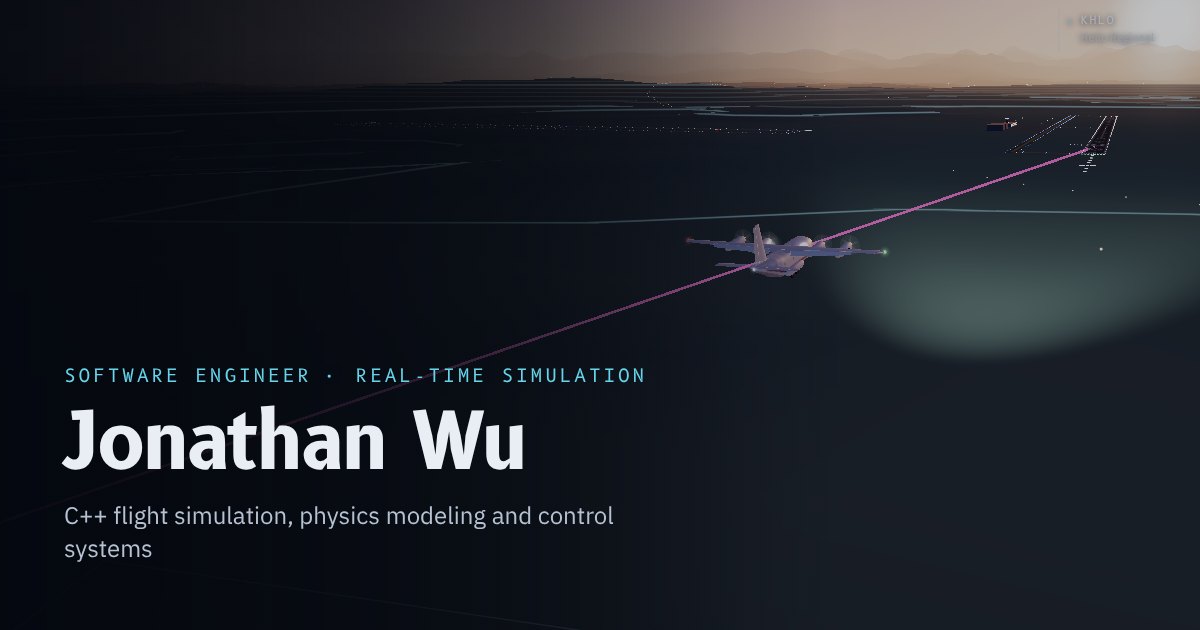 KHLO
SOFTWARE ENGINEER · REAL-TIME SIMULATION
Jonathan Wu
C++ flight simulation, physics modeling and control
systems